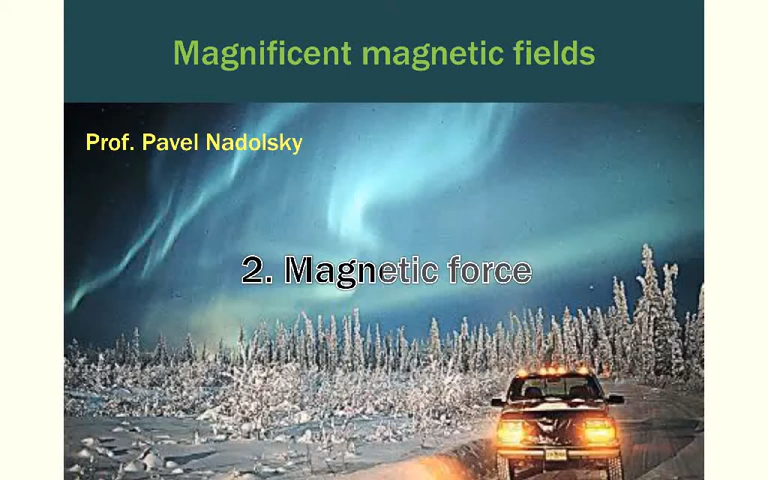 Magnificent magnetic fields
Prof. Pavel Nadolsky
2. Magnetic force